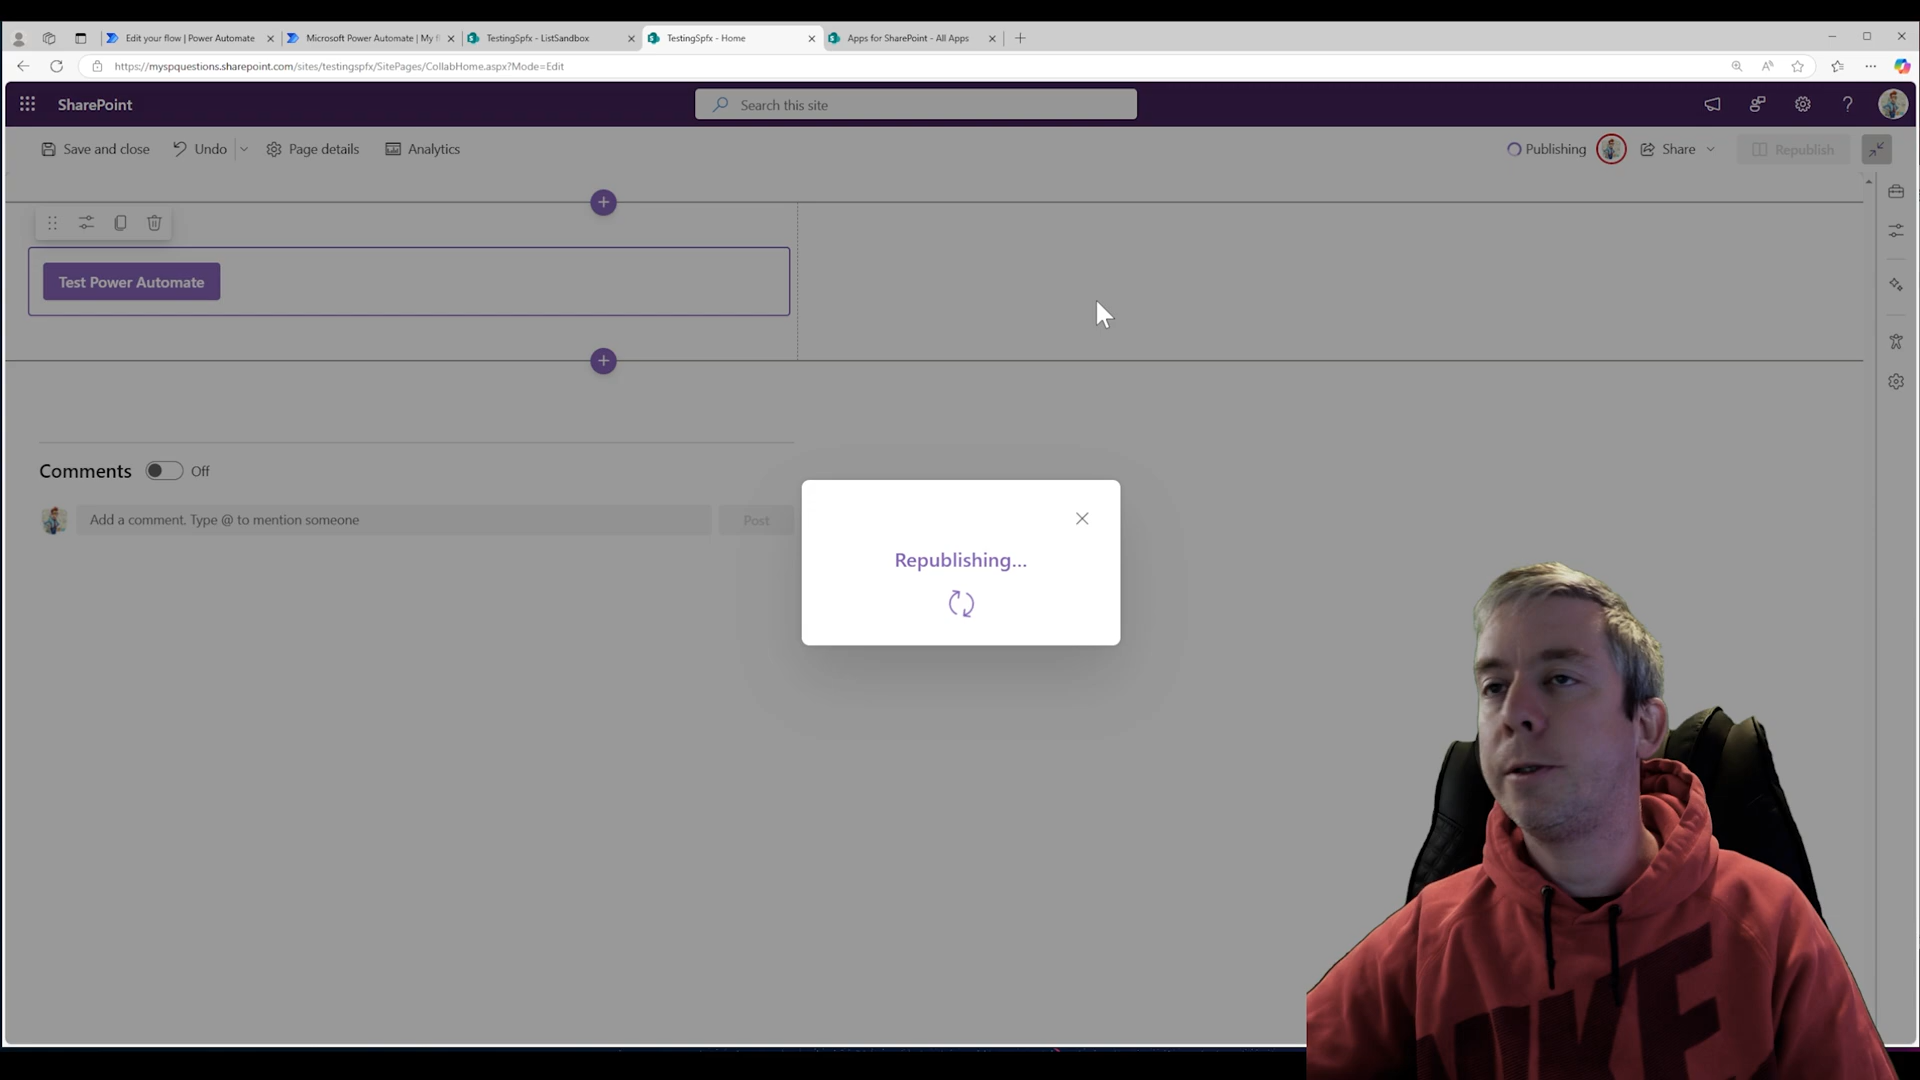 Edit your flow | Power Automate
Microsoft Power Automate | My f
TestingSpfx - ListSandbox
TestingSpfx - Home
Apps for SharePoint - All Apps
https://myspquestions.sharepoint.com/sites/testingspfx/SitePages/CollabHome.aspx?Mode=Edit
SharePoint
Search this site
Save and close
Undo
Page details
Analytics
Publishing
Share
Republish
Test Power Automate
Comments
Off
Add a comment. Type @ to mention someone
Post
Republishing...
NIKE